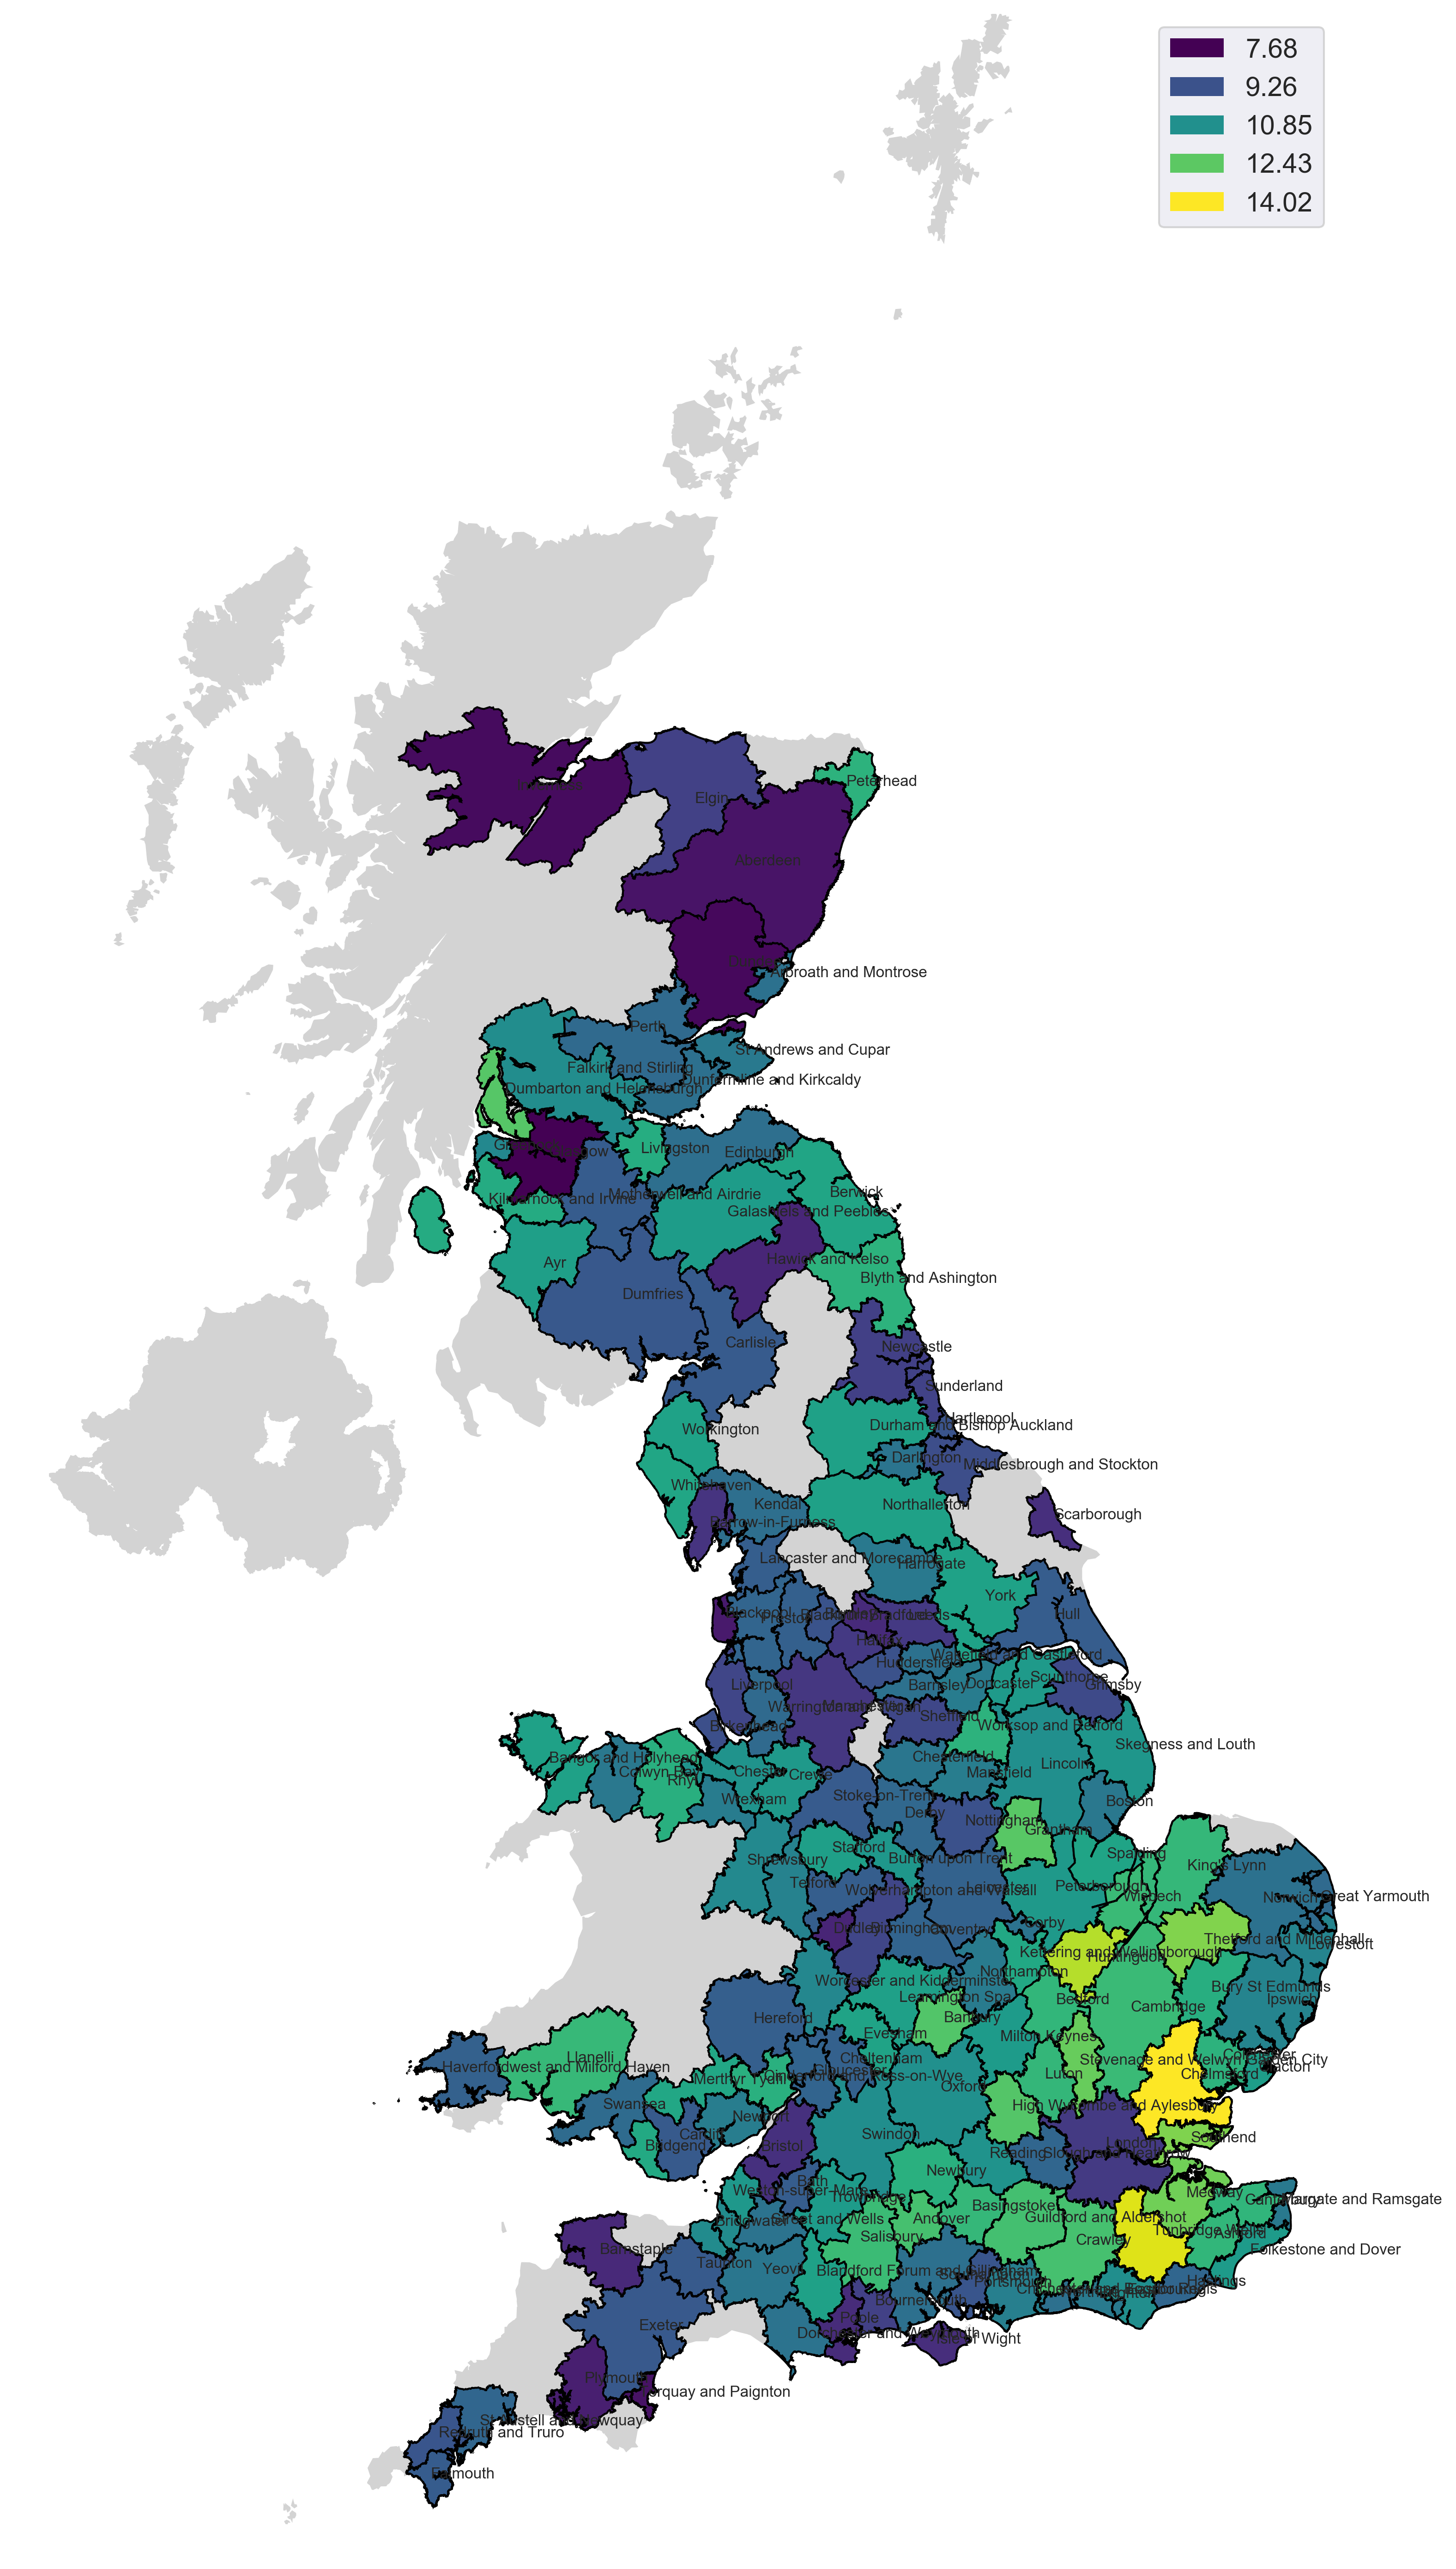 7.68
9.26
10.85
12.43
14.02
Peterhead
Elgin
Aberdeen
Arbroath and Montrose
Perth
St Andrews and Cupar
Falkirk and Stirling
Dunfermline and Kirkcaldy
Dumbarton and Helensburgh
Livingston
Edinburgh
Kilmarnock and Irvine
Motherwell and Airdrie
Berwick
Galashiels and Peebles
Hawick and Kelso
Ayr
Blyth and Ashington
Dumfries
Carlisle
Newcastle
Sunderland
Hartlepool
Durham and Bishop Auckland
Workington
Darlington
Middlesbrough and Stockton
Whitehaven
Kendal
Northallerton
Scarborough
Barrow-in-Furness
Lancaster and Morecambe
Harrogate
York
Blackpool
Preston
Bradford
Leeds
Hull
Halifax
Huddersfield
Wakefield and Castleford
Liverpool
Barnsley
Doncaster
Scunthorpe
Grimsby
Warrington and Wigan
Manchester
Birkenhead
Sheffield
Worksop and Retford
Skegness and Louth
Bangor and Holyhead
Colwyn Bay
Rhyl
Chester
Crewe
Chesterfield
Mansfield
Lincoln
Wrexham
Stoke-on-Trent
Derby
Nottingham
Boston
Grantham
Stafford
Shrewsbury
Burton upon Trent
Spalding
King's Lynn
Telford
Wolverhampton and Walsall
Leicester
Peterborough
Wisbech
Norwich
Great Yarmouth
Dudley
Birmingham
Coventry
Corby
Kettering and Wellingborough
Huntingdon
Thetford and Mildenhall
Lowestoft
Worcester and Kidderminster
Northampton
Leamington Spa
Bedford
Cambridge
Bury St Edmunds
Ipswich
Hereford
Evesham
Banbury
Milton Keynes
Llanelli
Haverfordwest and Milford Haven
Merthyr Tydfil
Cinderford and Ross-on-Wye
Gloucester
Cheltenham
Oxford
Luton
Stevenage and Welwyn Garden City
Colchester
Clacton
Chelmsford
Swansea
Newport
Cardiff
Bridgend
Bristol
Swindon
High Wycombe and Aylesbury
London
Southend
Reading
Slough and Heathrow
Bath
Newbury
Weston-super-Mare
Trowbridge
Medway
Canterbury
Margate and Ramsgate
Basingstoke
Guildford and Aldershot
Bridgwater
Street and Wells
Andover
Salisbury
Crawley
Tunbridge Wells
Ashford
Folkestone and Dover
Barnstaple
Taunton
Yeovil
Blandford Forum and Gillingham
Southampton
Portsmouth
Hastings
Bournemouth
Poole
Dorchester and Weymouth
Isle of Wight
Exeter
Plymouth
Torquay and Paignton
St Austell and Newquay
Redruth and Truro
Falmouth